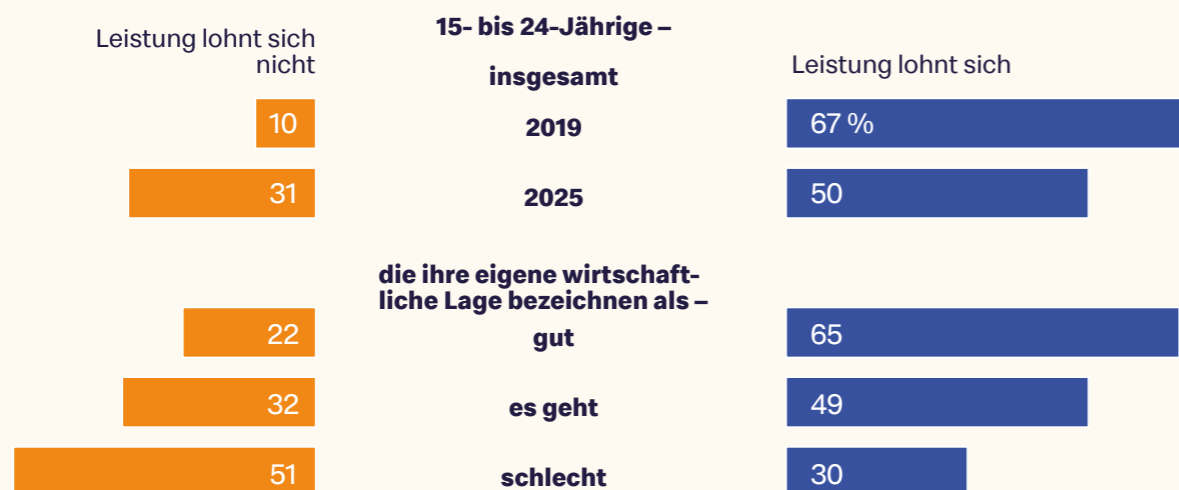 15- bis 24-Jährige –
Leistung lohnt sich
nicht
insgesamt
Leistung lohnt sich
10
2019
67 %
31
2025
50
die ihre eigene wirtschaft-
liche Lage bezeichnen als –
22
gut
65
32
es geht
49
51
schlecht
30